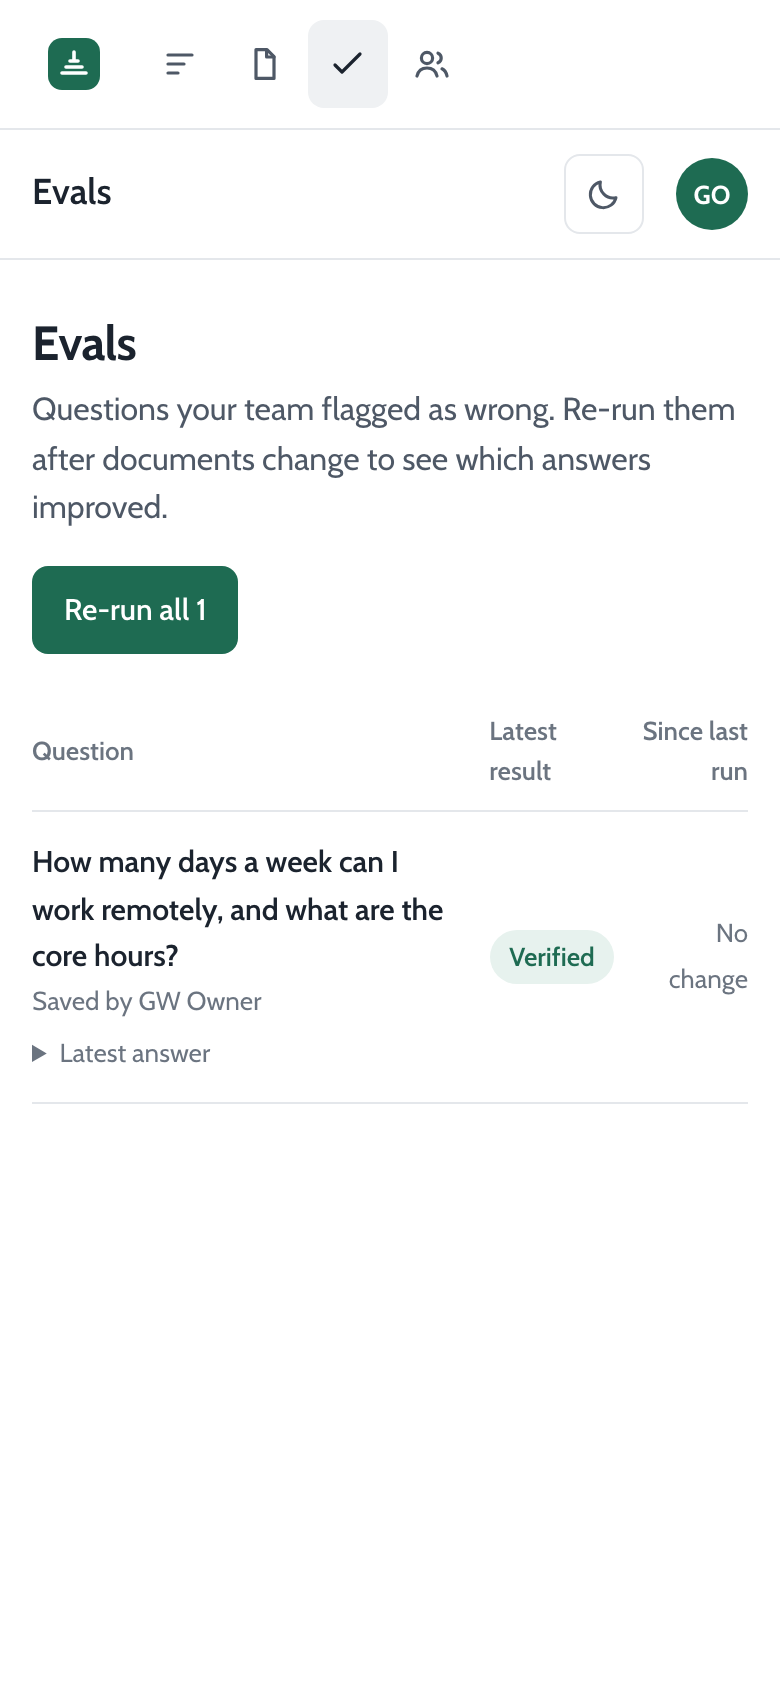 Evals
GO
Evals
Questions your team flagged as wrong. Re-run them
after documents change to see which answers
improved.
Re-run all 1
Question
Latest
result
Since last
run
How many days a week can I
work remotely, and what are the
core hours?
Saved by GW Owner
Latest answer
Verified
No
change